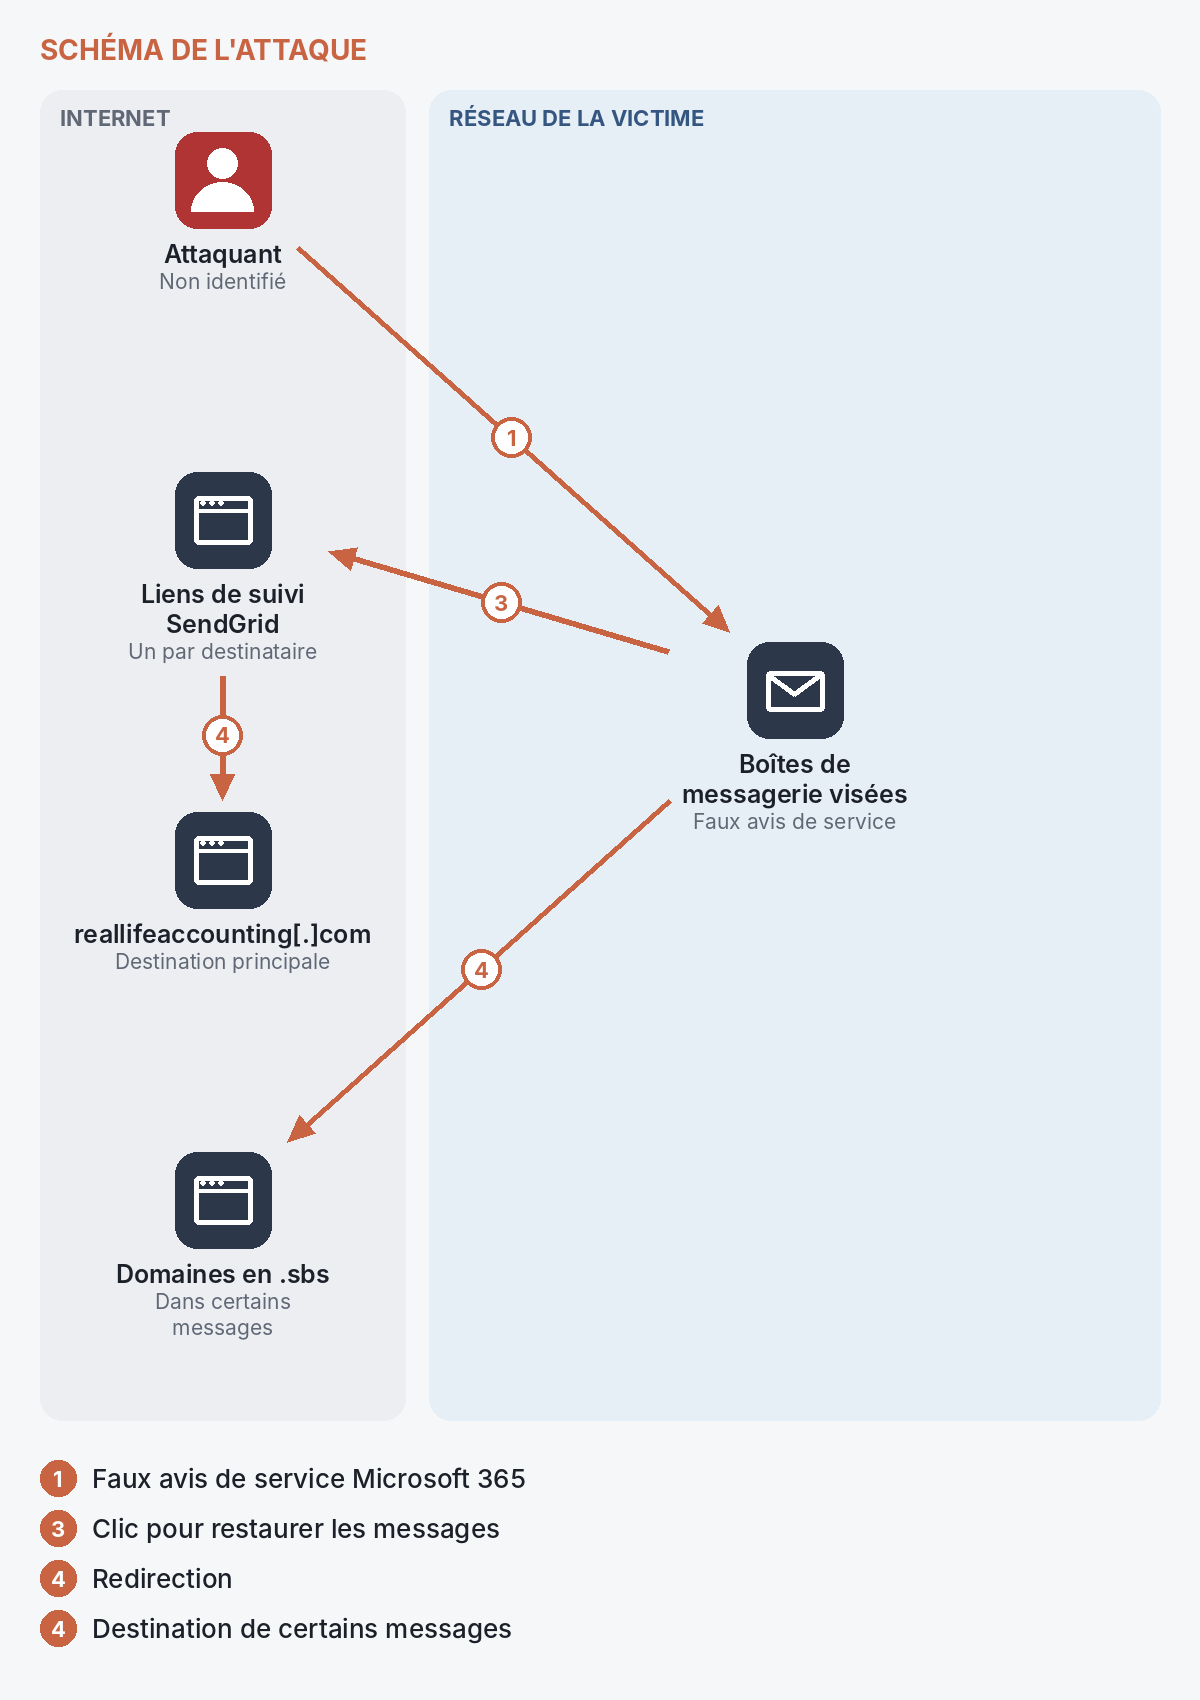 SCHÉMA DE L'ATTAQUE
INTERNET
RÉSEAU DE LA VICTIME
Attaquant
Non identifié
1
Liens de suivi
SendGrid
Un par destinataire
3
4
Boîtes de
messagerie visées
Faux avis de service
reallifeaccounting[.]com
Destination principale
4
Domaines en .sbs
Dans certains
messages
1 Faux avis de service Microsoft 365
3 Clic pour restaurer les messages
4 Redirection
4 Destination de certains messages